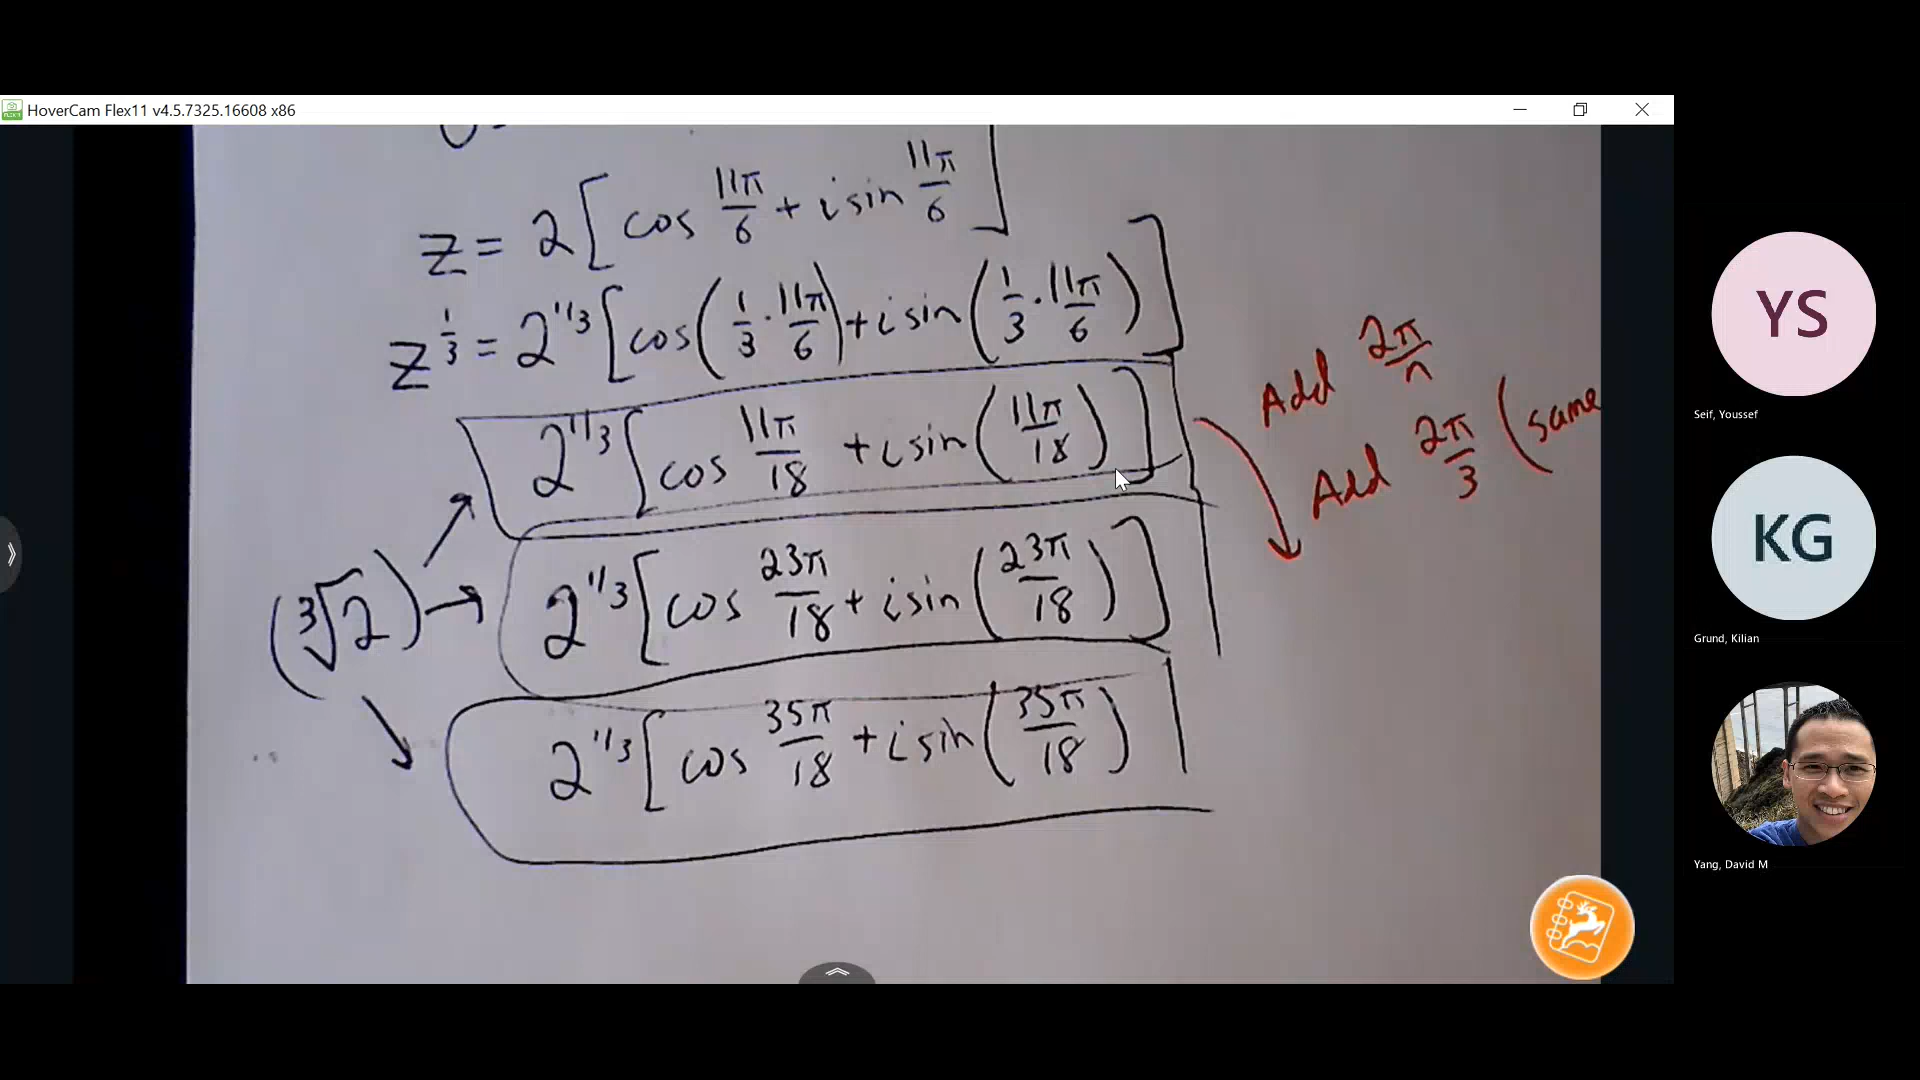 HoverCam Flex11 v4.5.7325.16608 x86
z = 2[cos 11π/6 + i sin 11π/6]
z^(1/3) = 2^(1/3)[cos(1/3 · 11π/6) + i sin(1/3 · 11π/6)]
Add 2π/n
2^(1/3)[cos 11π/18 + i sin(11π/18)]
Add 2π/3 (same
(∛2)
2^(1/3)[cos 23π/18 + i sin(23π/18)]
2^(1/3)[cos 35π/18 + i sin(35π/18)
YS
Seif, Youssef
KG
Grund, Kilian
Yang, David M